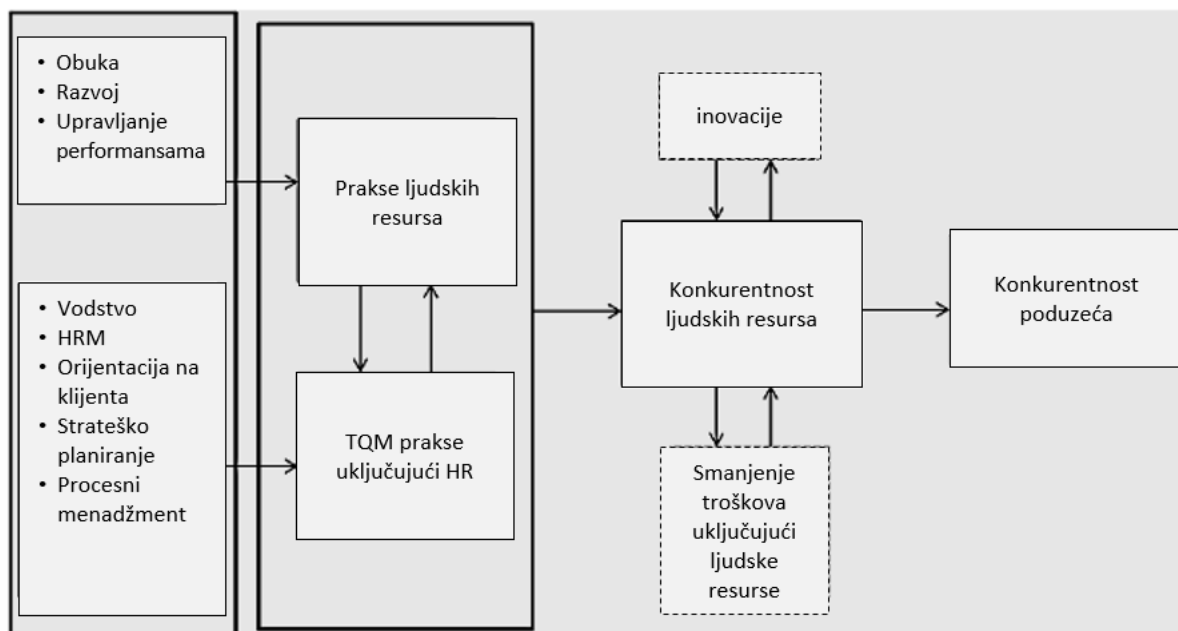 • Obuka
• Razvoj
• Upravljanje
performansama
• Vodstvo
• HRM
• Orijentacija na
klijenta
• Strateško
planiranje
• Procesni
menadžment
Prakse ljudskih
resursa
TQM prakse
uključujući HR
inovacije
Konkurentnost
ljudskih resursa
Smanjenje
troškova
uključujući
ljudske
resurse
Konkurentnost
poduzeća